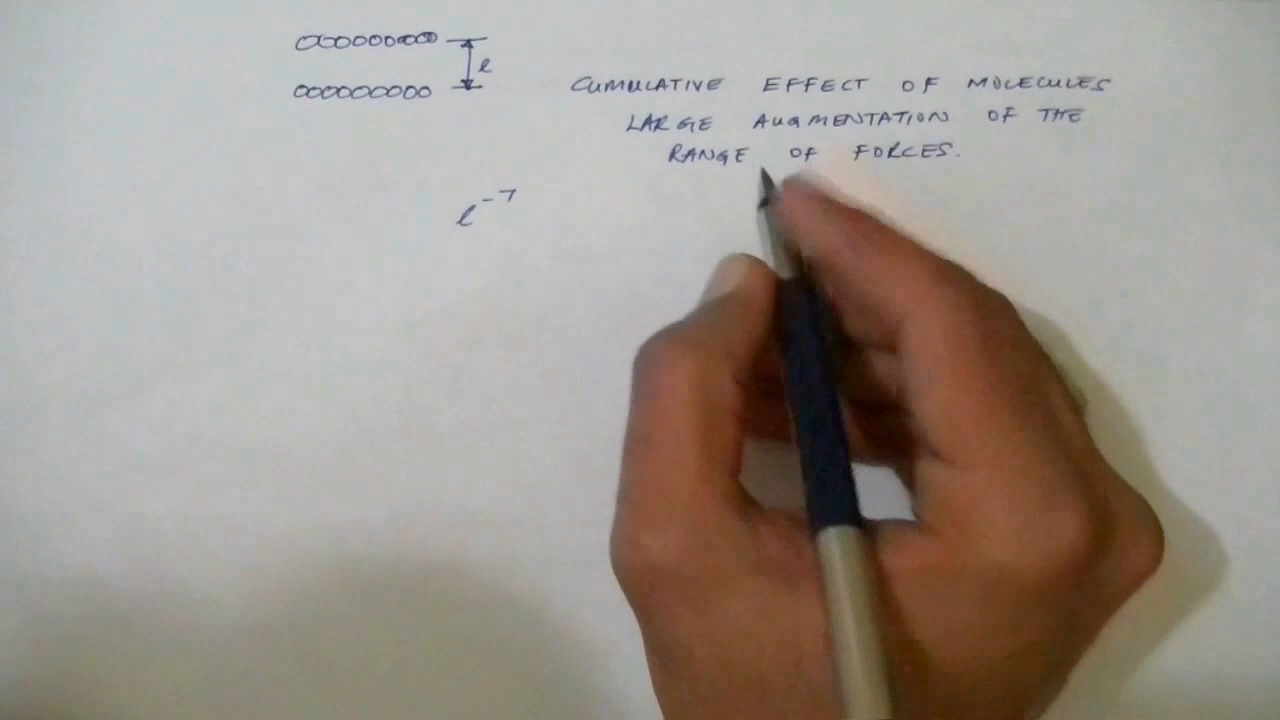 l
CUMULATIVE EFFECT OF MOLECULES
LARGE AUGMENTATION OF THE
RANGE OF FORCES.
l⁻⁷